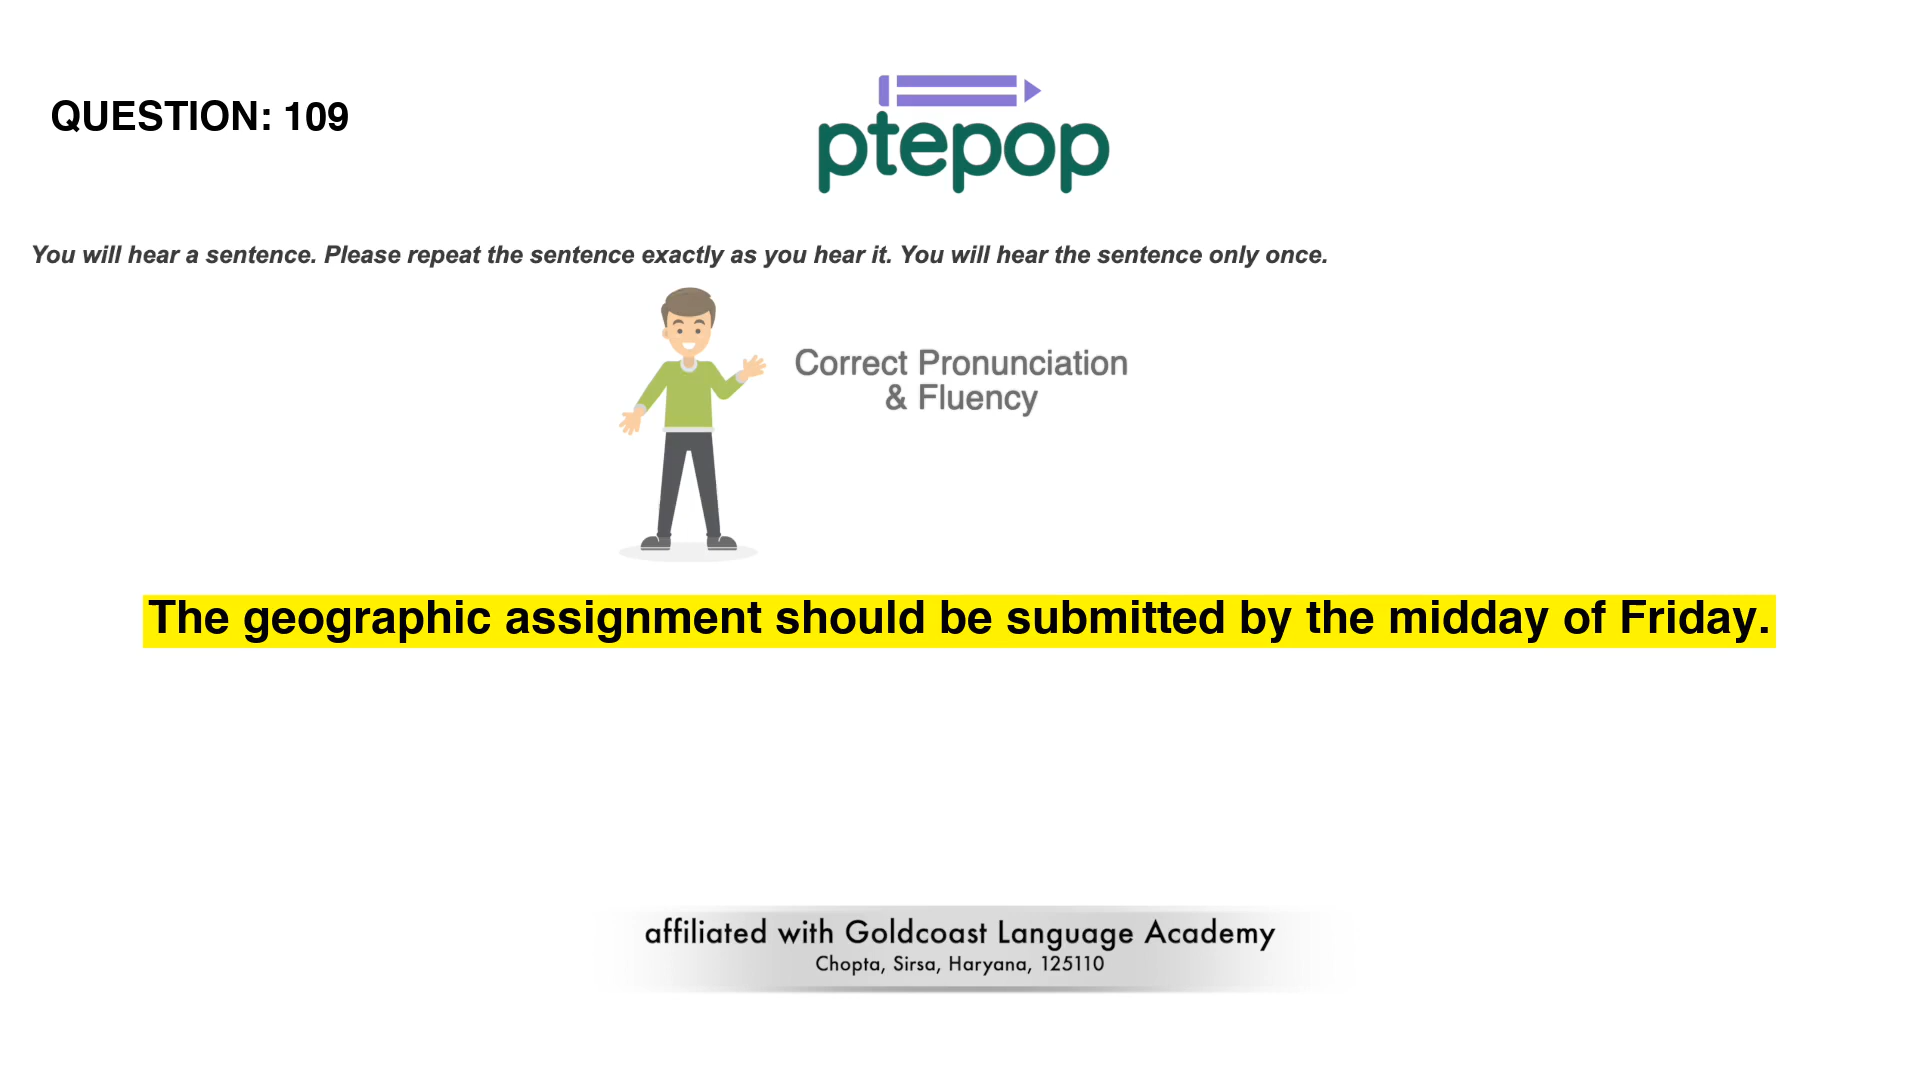 QUESTION: 109
ptepop
You will hear a sentence. Please repeat the sentence exactly as you hear it. You will hear the sentence only once.
Correct Pronunciation
& Fluency
The geographic assignment should be submitted by the midday of Friday.
affiliated with Goldcoast Language Academy
Chopta, Sirsa, Haryana, 125110